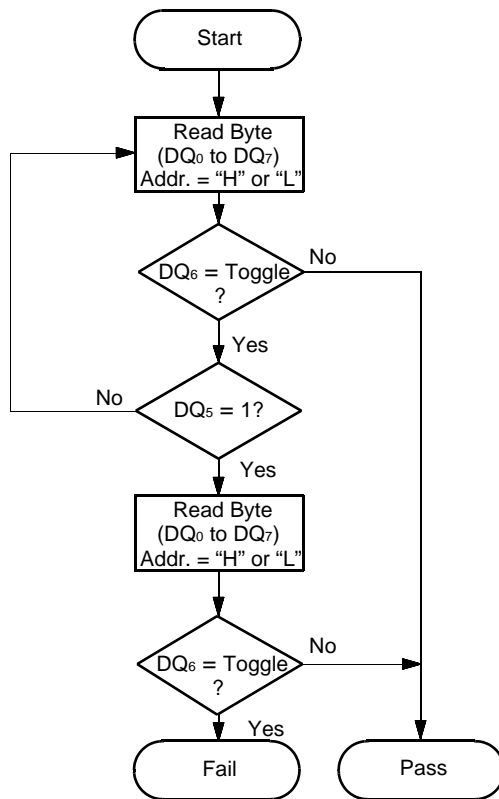 Start
Read Byte
(DQ₀ to DQ₇)
Addr. = “H” or “L”
DQ₆ = Toggle
?
No
Yes
No
DQ₅ = 1?
Yes
Read Byte
(DQ₀ to DQ₇)
Addr. = “H” or “L”
DQ₆ = Toggle
?
No
Yes
Fail
Pass